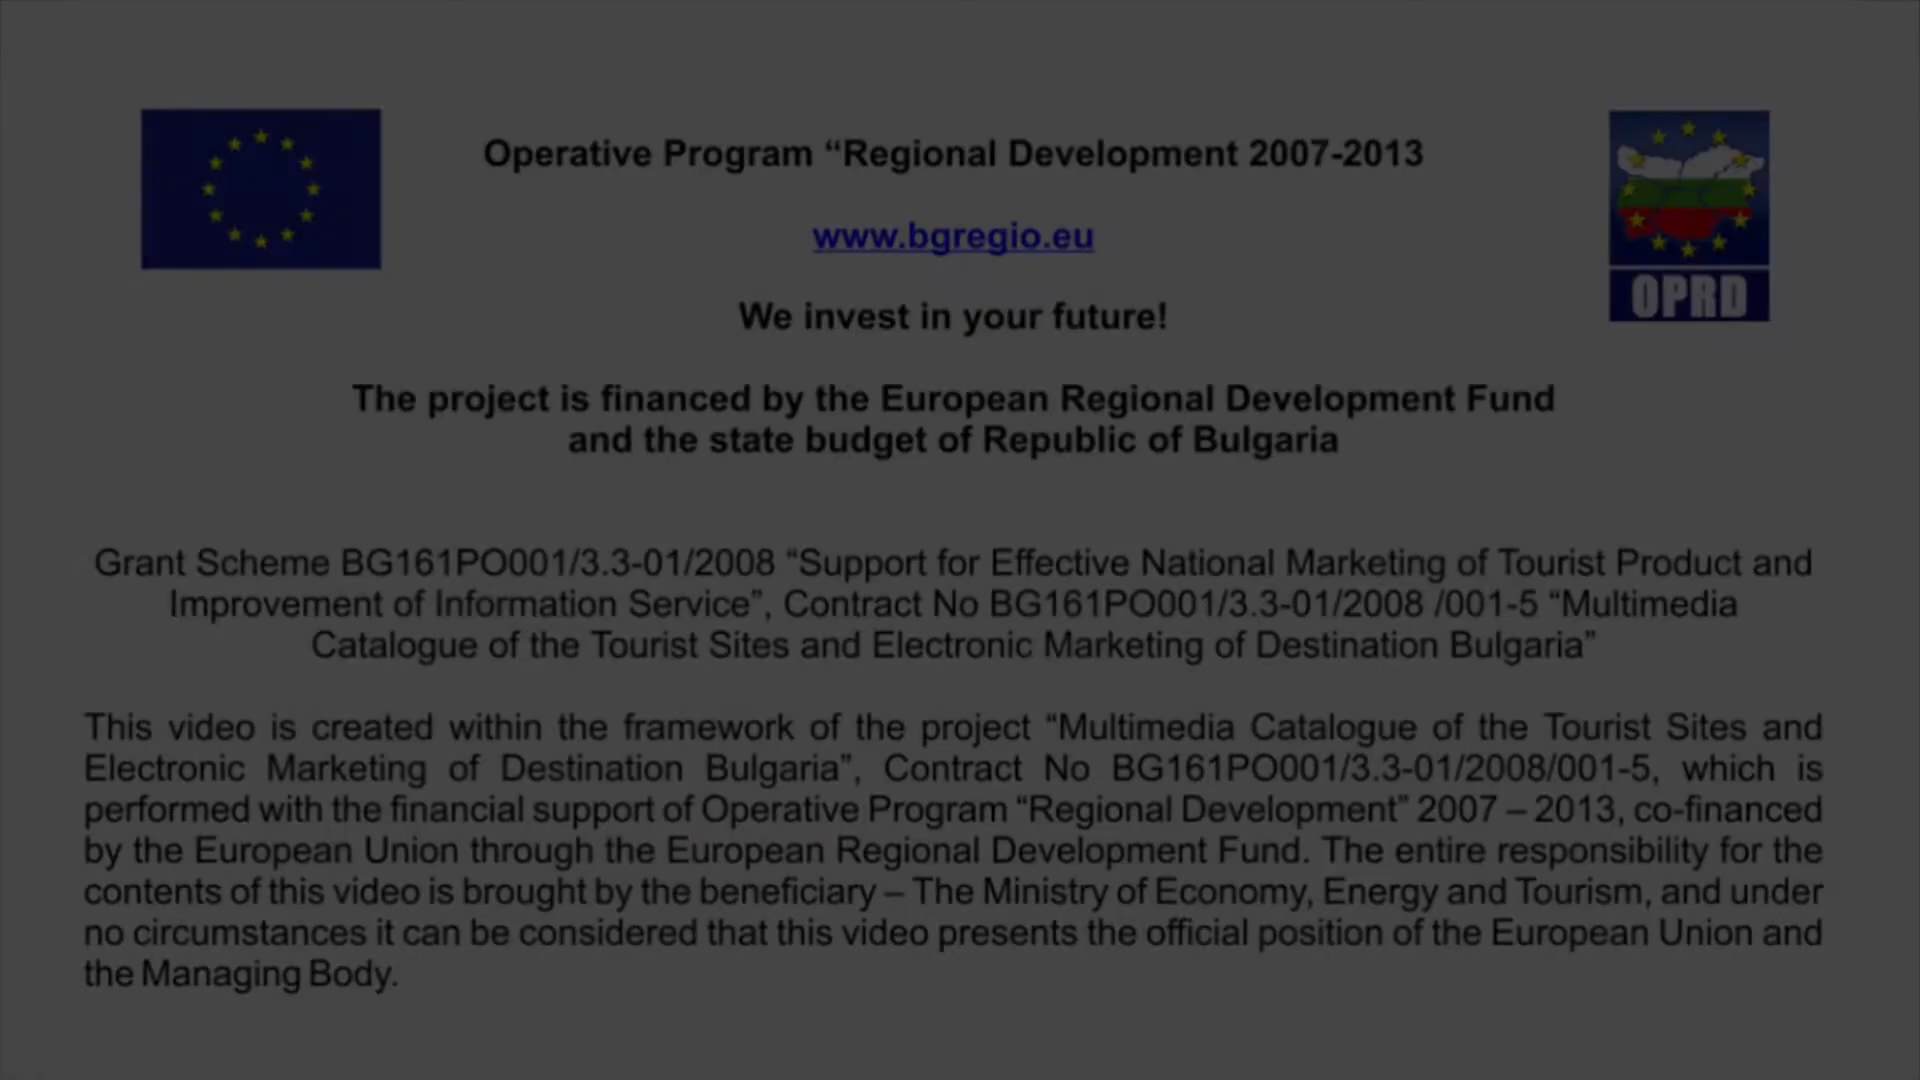 Operative Program “Regional Development 2007-2013
www.bgregio.eu
We invest in your future!
The project is financed by the European Regional Development Fund
and the state budget of Republic of Bulgaria
OPRD
Grant Scheme BG161PO001/3.3-01/2008 “Support for Effective National Marketing of Tourist Product and
Improvement of Information Service”, Contract No BG161PO001/3.3-01/2008 /001-5 “Multimedia
Catalogue of the Tourist Sites and Electronic Marketing of Destination Bulgaria”
This video is created within the framework of the project “Multimedia Catalogue of the Tourist Sites and
Electronic Marketing of Destination Bulgaria”, Contract No BG161PO001/3.3-01/2008/001-5, which is
performed with the financial support of Operative Program “Regional Development” 2007 – 2013, co-financed
by the European Union through the European Regional Development Fund. The entire responsibility for the
contents of this video is brought by the beneficiary – The Ministry of Economy, Energy and Tourism, and under
no circumstances it can be considered that this video presents the official position of the European Union and
the Managing Body.